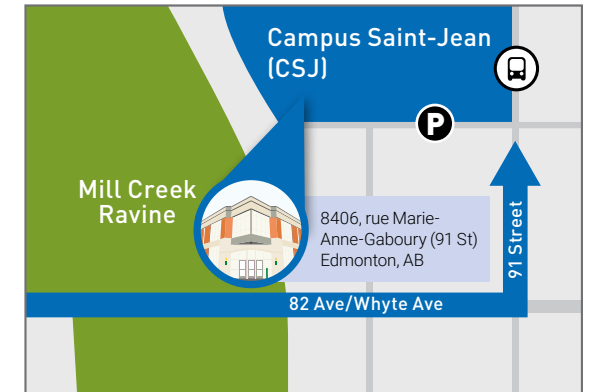 Campus Saint-Jean
(CSJ)
P
Mill Creek
Ravine
8406, rue Marie-
Anne-Gaboury (91 St)
Edmonton, AB
91 Street
82 Ave/Whyte Ave